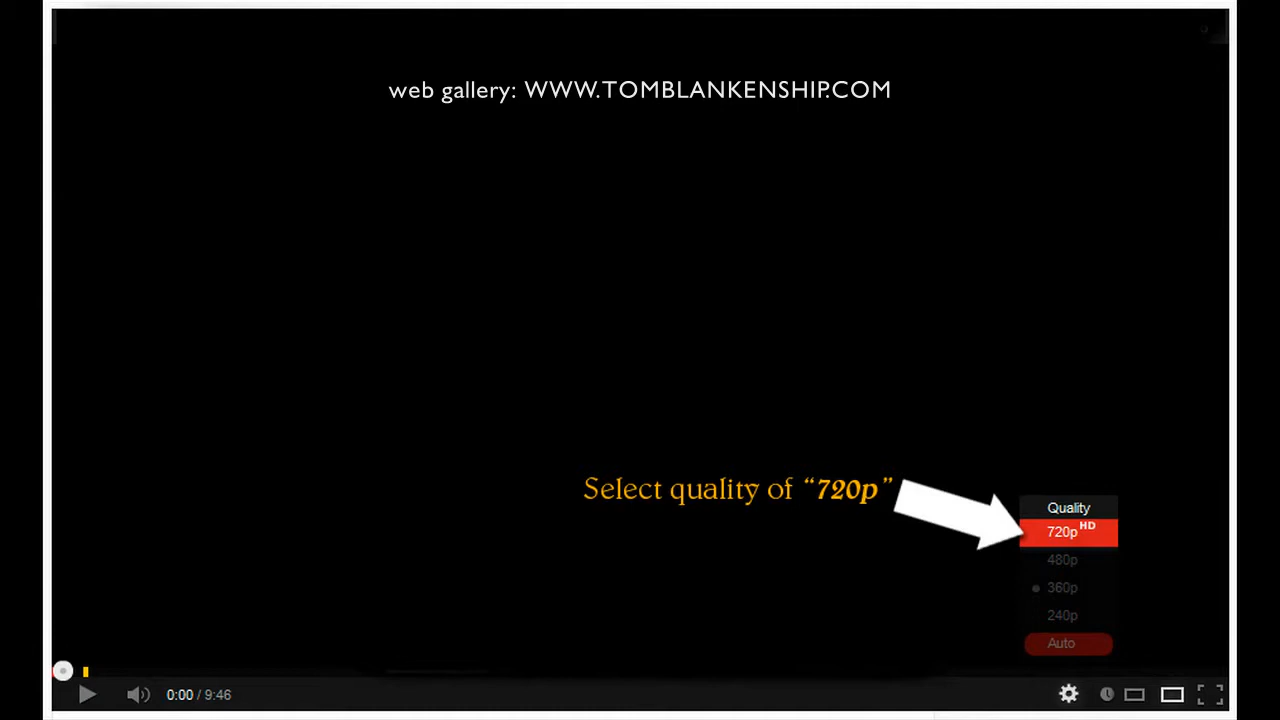 web gallery: WWW.TOMBLANKENSHIP.COM
Select quality of “720p”
Quality
720p HD
480p
360p
240p
Auto
0:00 / 9:46